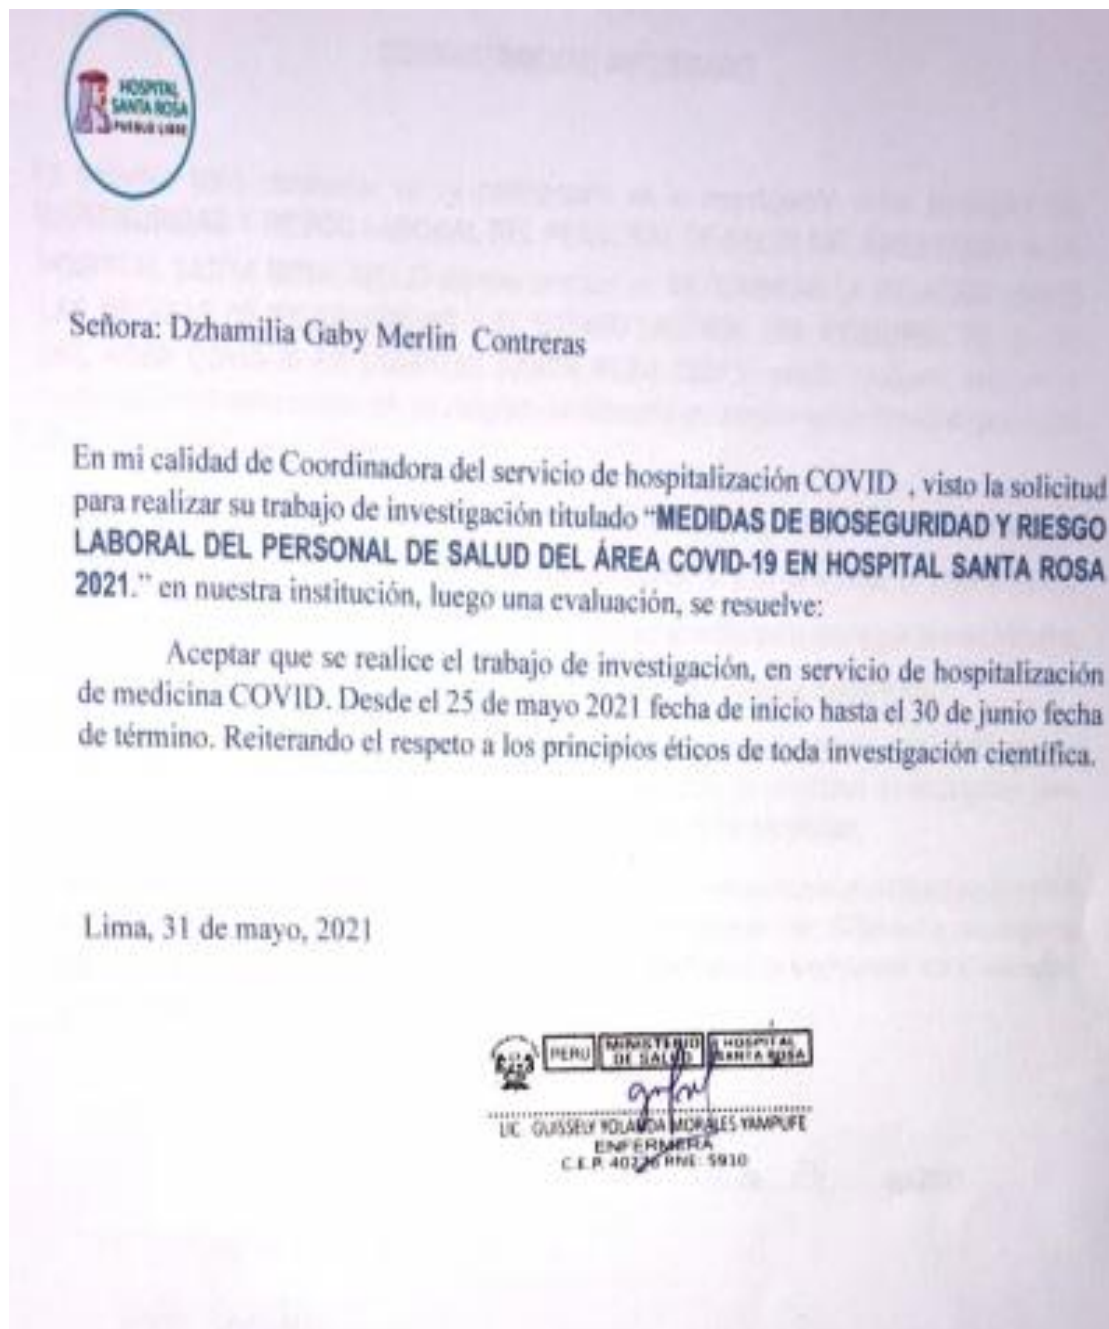 HOSPITAL
SANTA ROSA
PUEBLO LIBRE
Señora: Dzhamilia Gaby Merlin Contreras
En mi calidad de Coordinadora del servicio de hospitalización COVID , visto la solicitud
para realizar su trabajo de investigación titulado “MEDIDAS DE BIOSEGURIDAD Y RIESGO
LABORAL DEL PERSONAL DE SALUD DEL ÁREA COVID-19 EN HOSPITAL SANTA ROSA
2021.” en nuestra institución, luego una evaluación, se resuelve:
Aceptar que se realice el trabajo de investigación, en servicio de hospitalización
de medicina COVID. Desde el 25 de mayo 2021 fecha de inicio hasta el 30 de junio fecha
de término. Reiterando el respeto a los principios éticos de toda investigación científica.
Lima, 31 de mayo, 2021
PERU MINISTERIO DE SALUD HOSPITAL SANTA ROSA
LIC. GUISSELY YOLANDA MORALES YAMPUFE
ENFERMERA
C.E.P. RNE: 5910